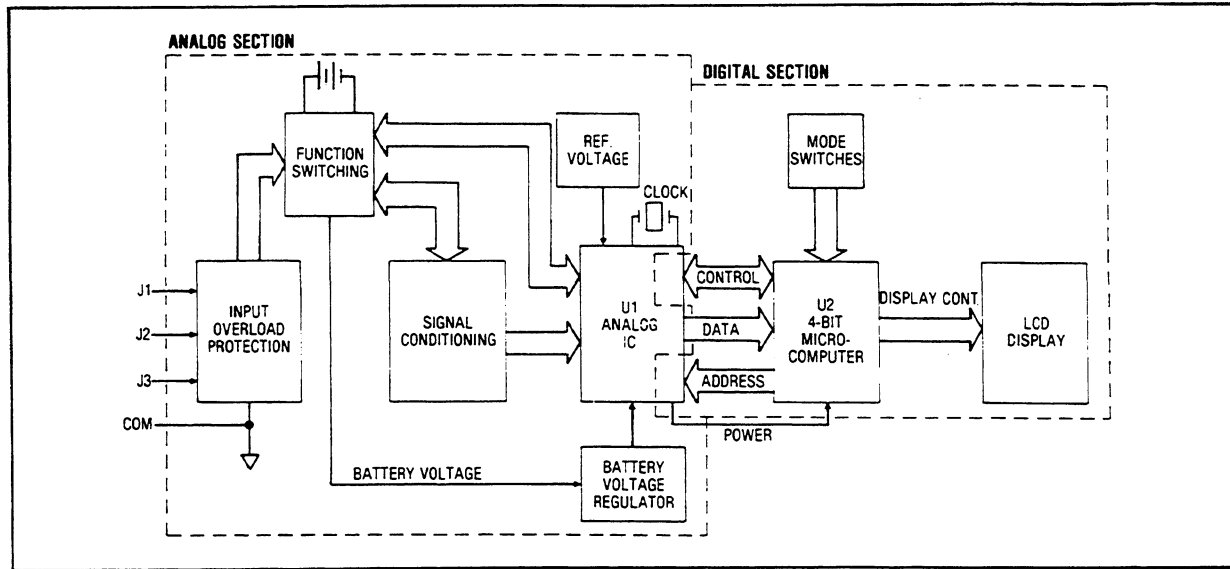 ANALOG SECTION
DIGITAL SECTION
FUNCTION
SWITCHING
REF.
VOLTAGE
MODE
SWITCHES
CLOCK
J1
J2
J3
COM
INPUT
OVERLOAD
PROTECTION
SIGNAL
CONDITIONING
U1
ANALOG
IC
CONTROL
DATA
ADDRESS
U2
4-BIT
MICRO-
COMPUTER
DISPLAY CONT.
LCD
DISPLAY
POWER
BATTERY VOLTAGE
BATTERY
VOLTAGE
REGULATOR